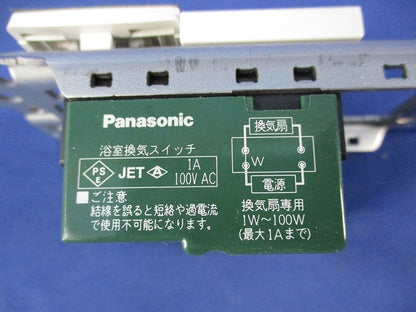 Panasonic
浴室換気スイッチ
PS E JET A 1A
100V AC
■ご注意
結線を誤ると短絡や過電流
で使用不可能になります。
換気扇
W
電源
換気扇専用
1W～100W
(最大1Aまで)